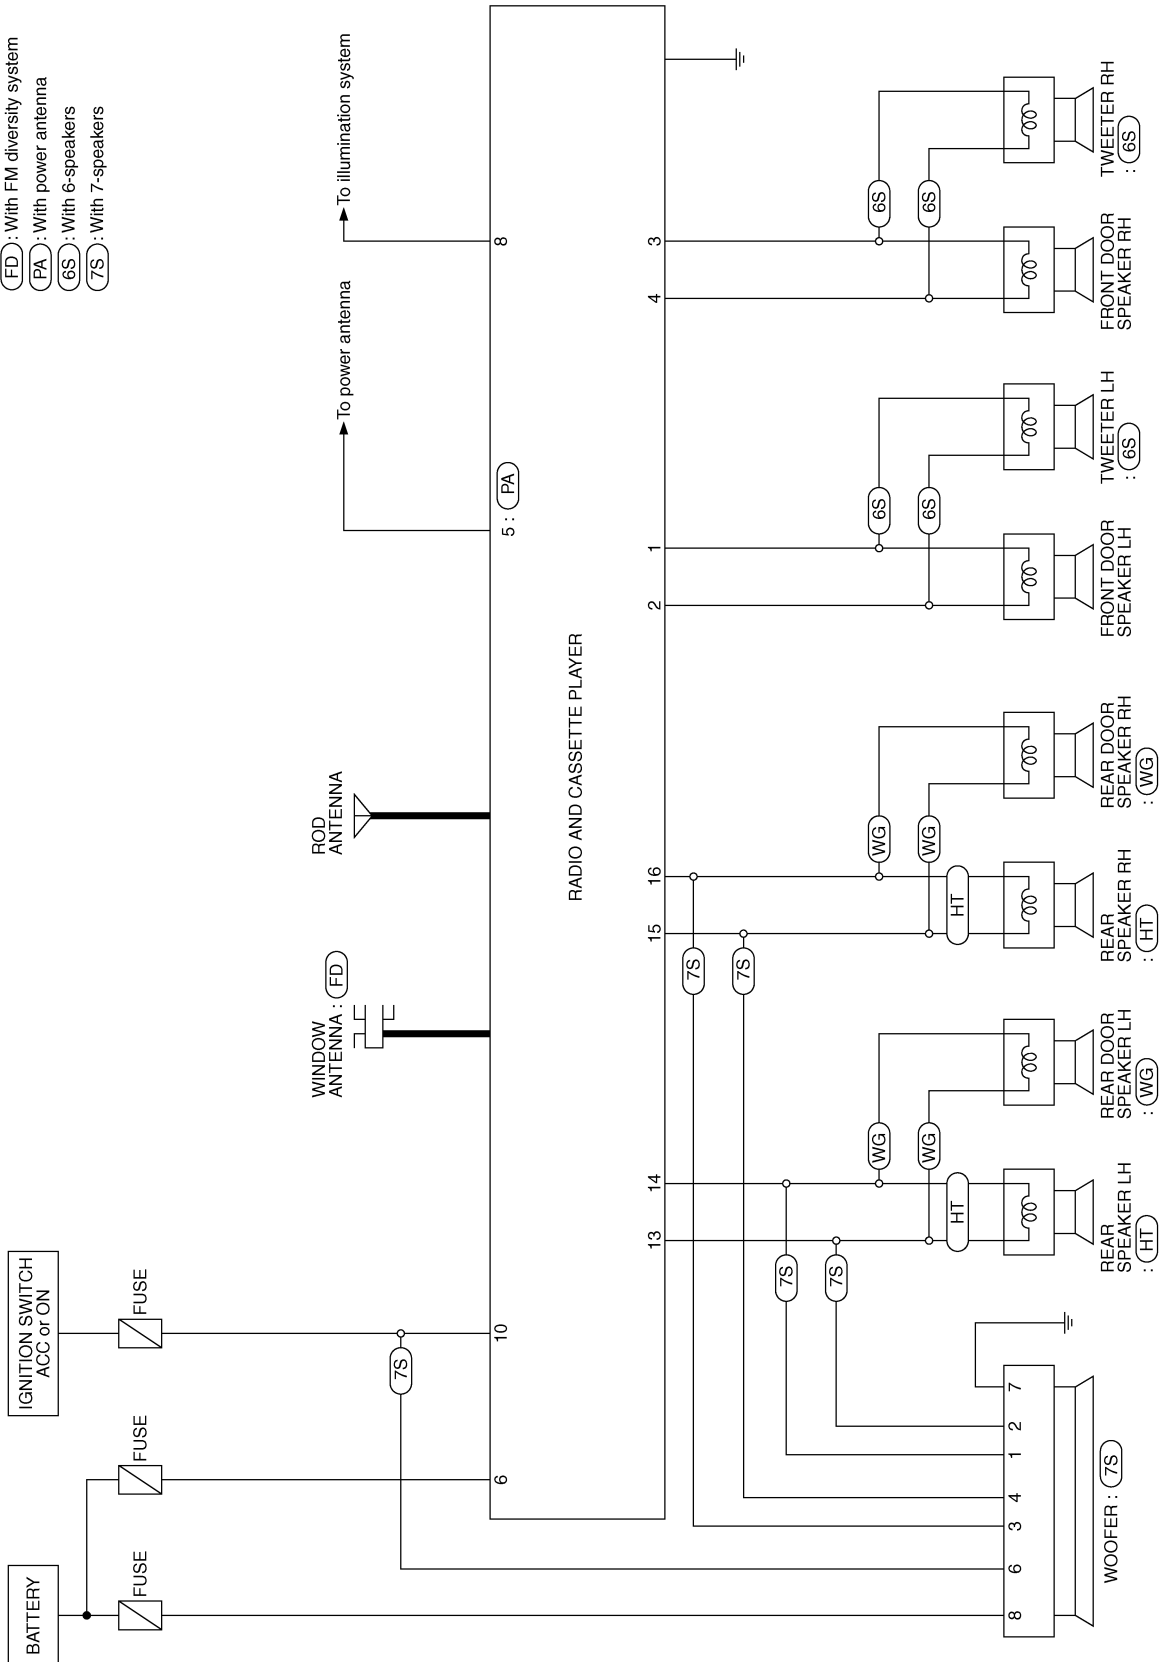 BATTERY
IGNITION SWITCH
ACC or ON
FD : With FM diversity system
PA : With power antenna
6S : With 6-speakers
7S : With 7-speakers
FUSE
FUSE
FUSE
WINDOW
ANTENNA : FD
ROD
ANTENNA
To power antenna
To illumination system
7S
6
10
5 : PA
8
RADIO AND CASSETTE PLAYER
13
14
15
16
2
1
4
3
7S
7S
7S
7S
WG
WG
6S
6S
WG
WG
6S
6S
HT
HT
8
6
3
4
1
2
7
WOOFER : 7S
REAR
SPEAKER LH
: HT
REAR DOOR
SPEAKER LH
: WG
REAR
SPEAKER RH
: HT
REAR DOOR
SPEAKER RH
: WG
FRONT DOOR
SPEAKER LH
TWEETER LH
: 6S
FRONT DOOR
SPEAKER RH
TWEETER RH
: 6S